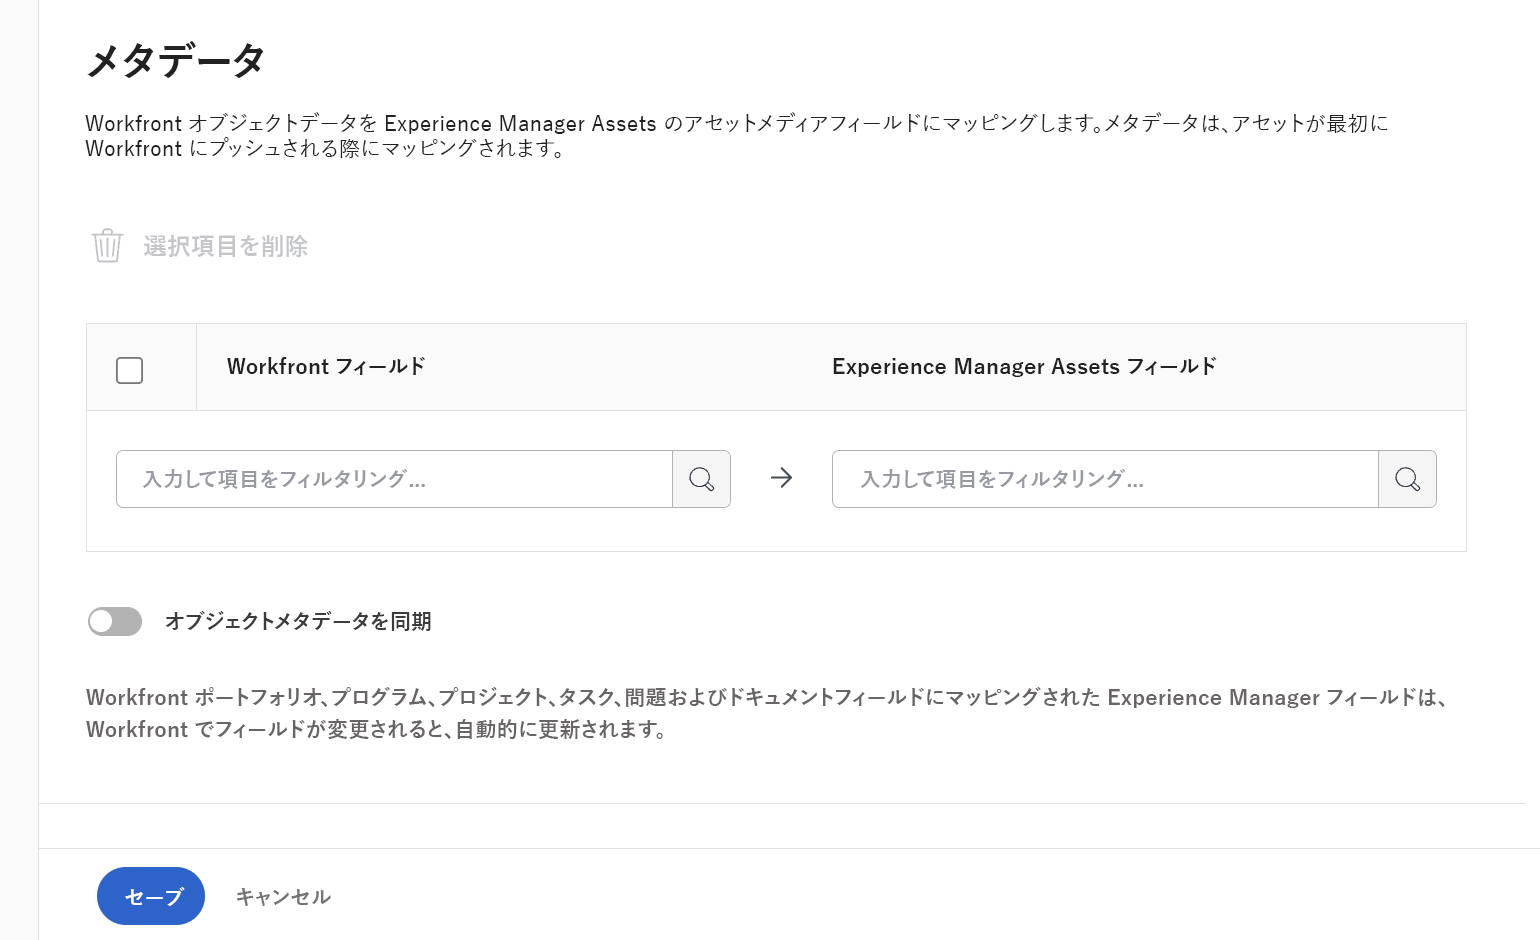 メタデータ
Workfront オブジェクトデータを Experience Manager Assets のアセットメディアフィールドにマッピングします。メタデータは、アセットが最初に
Workfront にプッシュされる際にマッピングされます。
選択項目を削除
Workfront フィールド
Experience Manager Assets フィールド
入力して項目をフィルタリング...
入力して項目をフィルタリング...
オブジェクトメタデータを同期
Workfront ポートフォリオ、プログラム、プロジェクト、タスク、問題およびドキュメントフィールドにマッピングされた Experience Manager フィールドは、
Workfront でフィールドが変更されると、自動的に更新されます。
セーブ
キャンセル